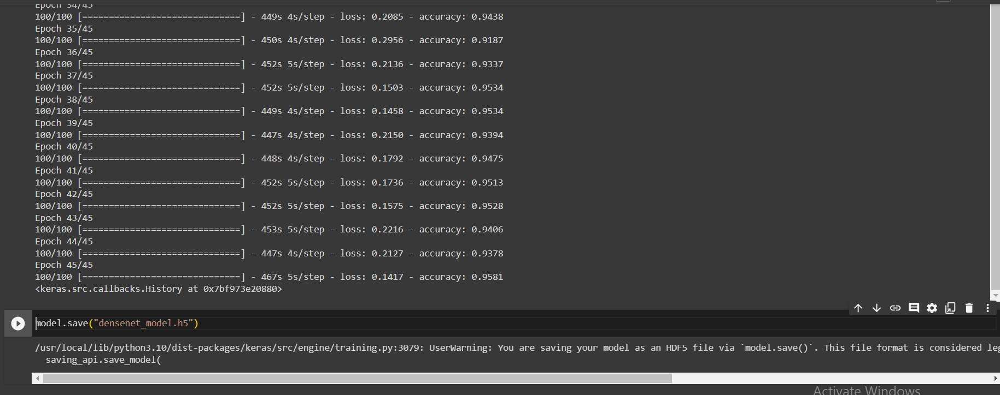 Epoch 34/45
100/100 [==============================] - 449s 4s/step - loss: 0.2085 - accuracy: 0.9438
Epoch 35/45
100/100 [==============================] - 450s 4s/step - loss: 0.2956 - accuracy: 0.9187
Epoch 36/45
100/100 [==============================] - 452s 5s/step - loss: 0.2136 - accuracy: 0.9337
Epoch 37/45
100/100 [==============================] - 452s 5s/step - loss: 0.1503 - accuracy: 0.9534
Epoch 38/45
100/100 [==============================] - 449s 4s/step - loss: 0.1458 - accuracy: 0.9534
Epoch 39/45
100/100 [==============================] - 447s 4s/step - loss: 0.2150 - accuracy: 0.9394
Epoch 40/45
100/100 [==============================] - 448s 4s/step - loss: 0.1792 - accuracy: 0.9475
Epoch 41/45
100/100 [==============================] - 452s 5s/step - loss: 0.1736 - accuracy: 0.9513
Epoch 42/45
100/100 [==============================] - 452s 5s/step - loss: 0.1575 - accuracy: 0.9528
Epoch 43/45
100/100 [==============================] - 453s 5s/step - loss: 0.2216 - accuracy: 0.9406
Epoch 44/45
100/100 [==============================] - 447s 4s/step - loss: 0.2127 - accuracy: 0.9378
Epoch 45/45
100/100 [==============================] - 467s 5s/step - loss: 0.1417 - accuracy: 0.9581
<keras.src.callbacks.History at 0x7bf973e20880>
model.save("densenet_model.h5")
/usr/local/lib/python3.10/dist-packages/keras/src/engine/training.py:3079: UserWarning: You are saving your model as an HDF5 file via `model.save()`. This file format is considered leg
saving_api.save_model(
Activate Windows